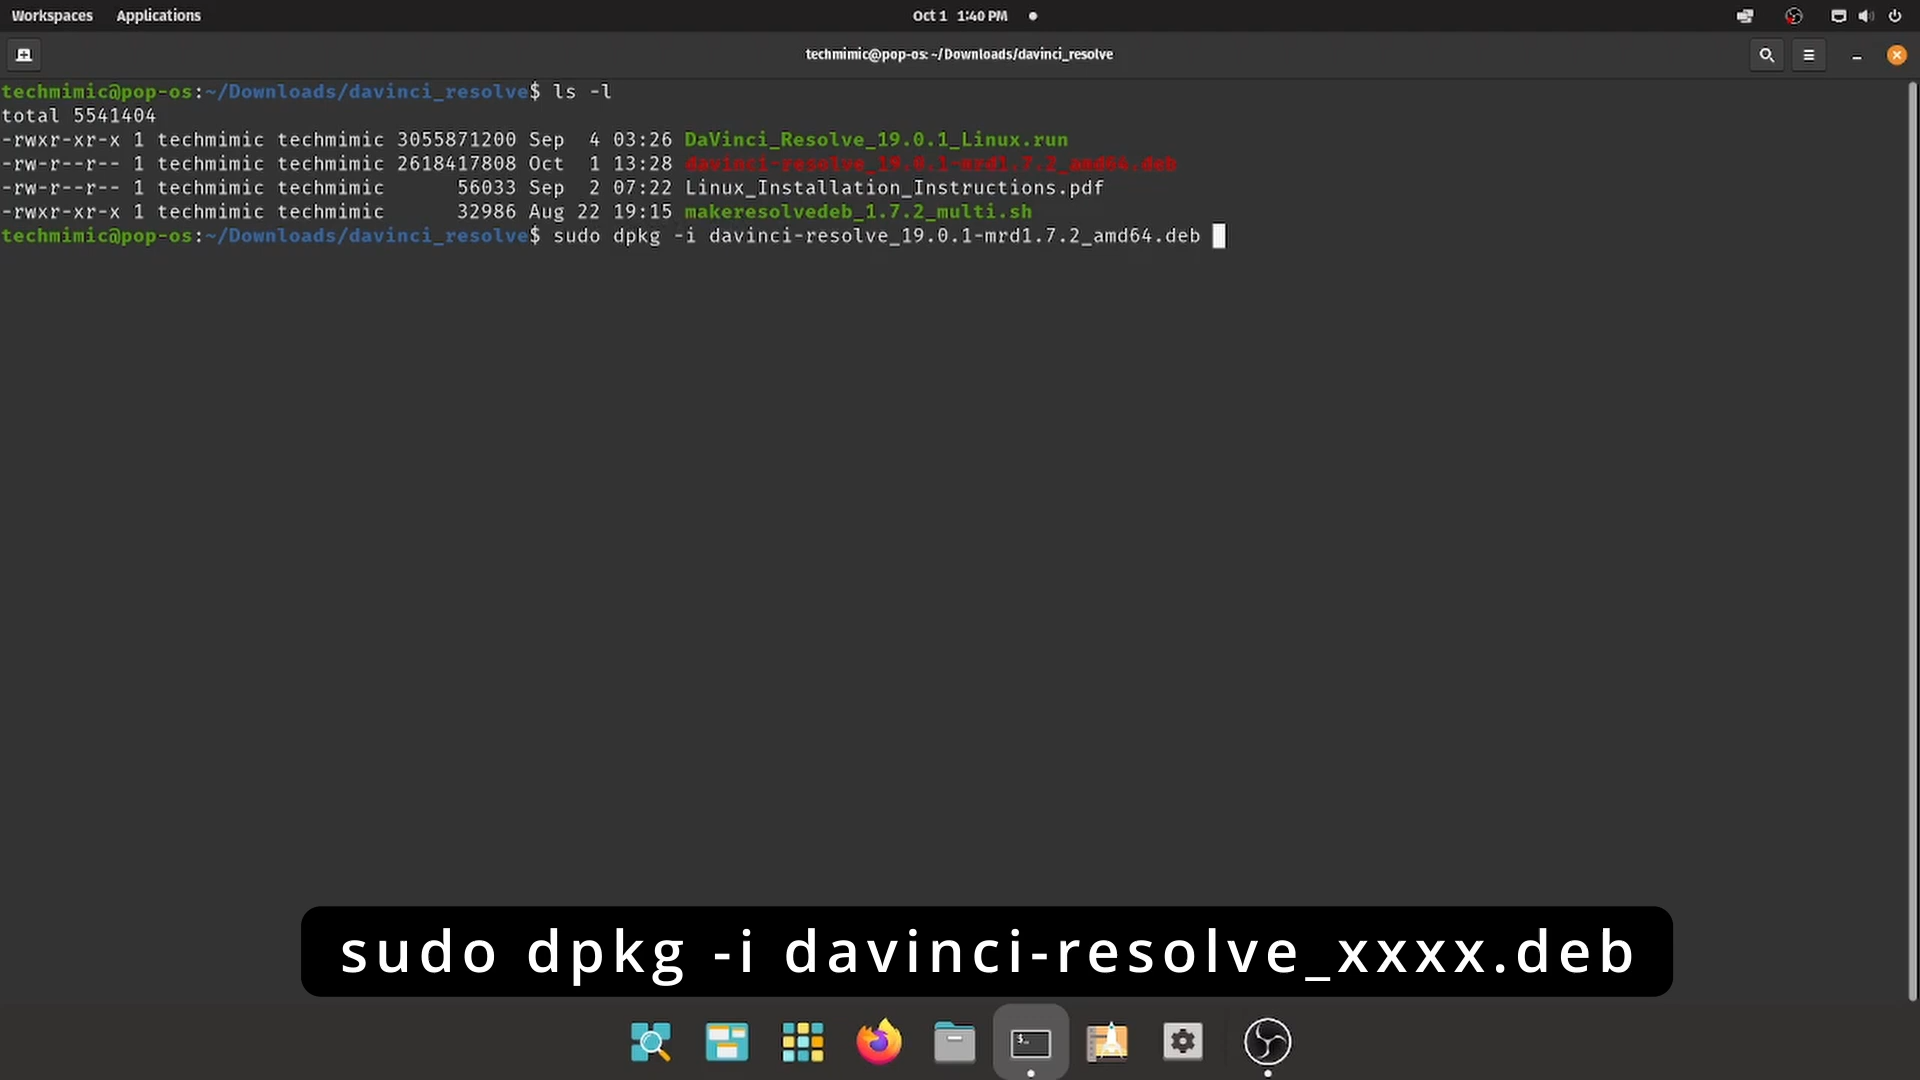 Workspaces Applications Oct 1 1:40 PM
techmimic@pop-os: ~/Downloads/davinci_resolve
techmimic@pop-os:~/Downloads/davinci_resolve$ ls -l
total 5541404
-rwxr-xr-x 1 techmimic techmimic 3055871200 Sep  4 03:26 DaVinci_Resolve_19.0.1_Linux.run
-rw-r--r-- 1 techmimic techmimic 2618417808 Oct  1 13:28 davinci-resolve_19.0.1-mrd1.7.2_amd64.deb
-rw-r--r-- 1 techmimic techmimic      56033 Sep  2 07:22 Linux_Installation_Instructions.pdf
-rwxr-xr-x 1 techmimic techmimic      32986 Aug 22 19:15 makeresolvedeb_1.7.2_multi.sh
techmimic@pop-os:~/Downloads/davinci_resolve$ sudo dpkg -i davinci-resolve_19.0.1-mrd1.7.2_amd64.deb
sudo dpkg -i davinci-resolve_xxxx.deb